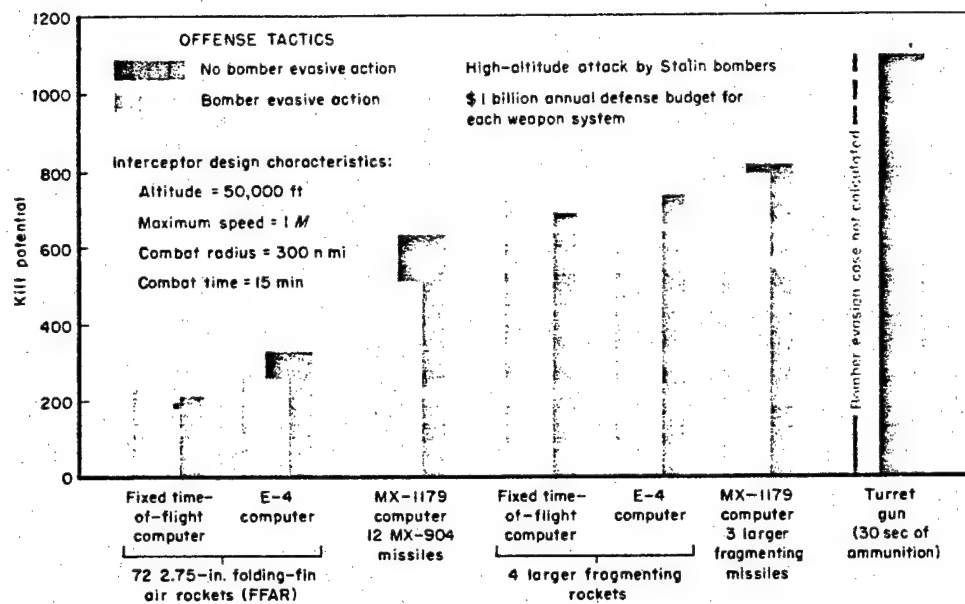 1200
1000
800
600
400
200
0
Kill potential
OFFENSE TACTICS
No bomber evasive action
Bomber evasive action
High-altitude attack by Stalin bombers
$1 billion annual defense budget for
each weapon system
Interceptor design characteristics:
Altitude = 50,000 ft
Maximum speed = 1 M
Combat radius = 300 n mi
Combat time = 15 min
Bomber evasion case not calculated
Fixed time-
of-flight
computer
E-4
computer
72 2.75-in. folding-fin
air rockets (FFAR)
MX-1179
computer
12 MX-904
missiles
Fixed time-
of-flight
computer
E-4
computer
4 larger fragmenting
rockets
MX-1179
computer
3 larger
fragmenting
missiles
Turret
gun
(30 sec of
ammunition)